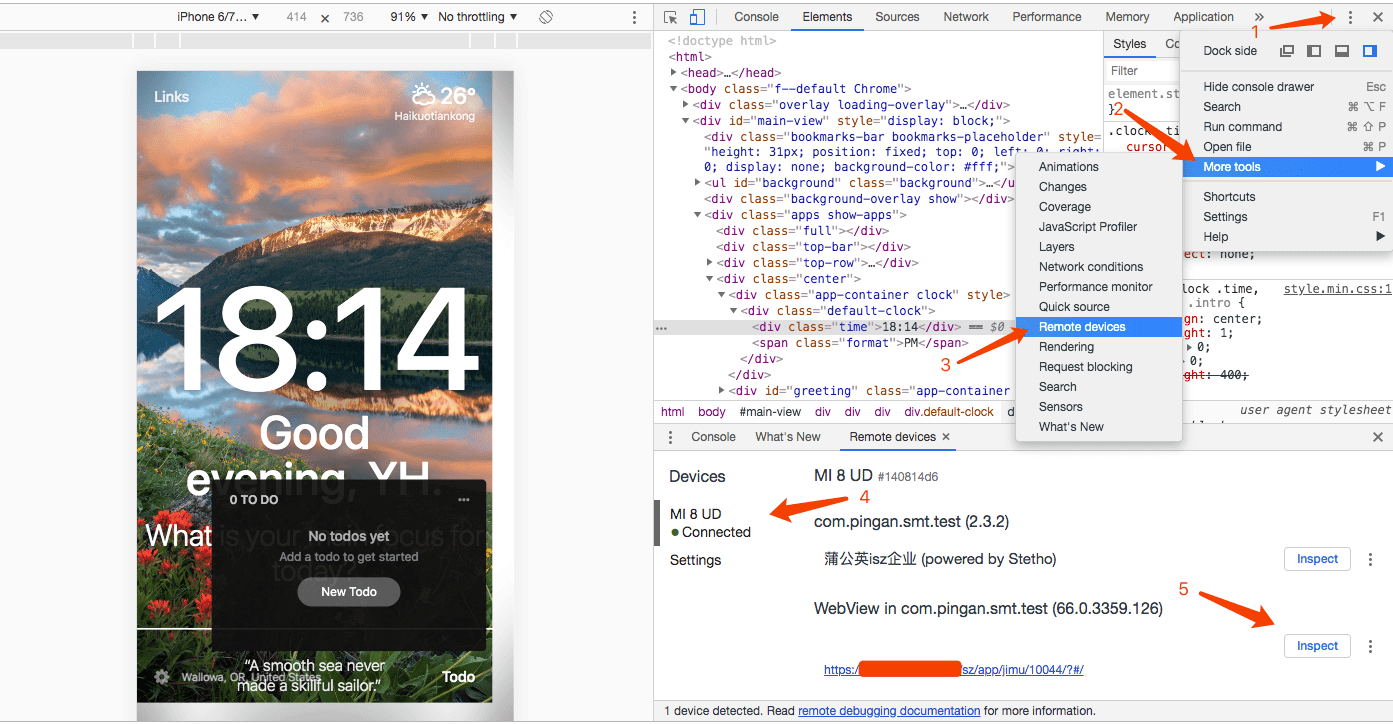 iPhone 6/7… ▼ 414 × 736 91% ▼ No throttling ▼
Console Elements Sources Network Performance Memory Application »
1
Links
26°
Haikuotiankong
18:14
Good
evening, YH.
What is your main focus for
today?
0 TO DO
No todos yet
Add a todo to get started
New Todo
“A smooth sea never
made a skillful sailor.”
Wallowa, OR, United States
Todo
<!doctype html>
<html>
<head>…</head>
<body class="f--default Chrome">
<div class="overlay loading-overlay">…</div>
<div id="main-view" style="display: block;">
<div class="bookmarks-bar bookmarks-placeholder" style=
"height: 31px; position: fixed; top: 0; left: 0; right:
0; display: none; background-color: #fff;">
<ul id="background" class="background">…</u
<div class="background-overlay show"></div>
<div class="apps show-apps">
<div class="full"></div>
<div class="top-bar"></div>
<div class="top-row">…</div>
<div class="center">
<div class="app-container clock" style>
<div class="default-clock">
<div class="time">18:14</div> == $0
<span class="format">PM</span>
</div>
</div>
<div id="greeting" class="app-container
html body #main-view div div div div.default-clock d
Styles Co
Filter
element.st
}
.clock .ti
cursor
ect: none;
clock .time, style.min.css:1
.intro {
gn: center;
ght: 1;
0;
0;
ght: 400;
user agent stylesheet
Dock side
Hide console drawer Esc
Search ⌘ ⌥ F
Run command ⌘ ⇧ P
Open file ⌘ P
More tools
Shortcuts
Settings F1
Help
2
Animations
Changes
Coverage
JavaScript Profiler
Layers
Network conditions
Performance monitor
Quick source
Remote devices
Rendering
Request blocking
Search
Sensors
What's New
3
Console What's New Remote devices ×
Devices
MI 8 UD
Connected
Settings
4
MI 8 UD #140814d6
com.pingan.smt.test (2.3.2)
蒲公英isz企业 (powered by Stetho) Inspect
5
WebView in com.pingan.smt.test (66.0.3359.126)
Inspect
https:/ sz/app/jimu/10044/?#/
1 device detected. Read remote debugging documentation for more information.